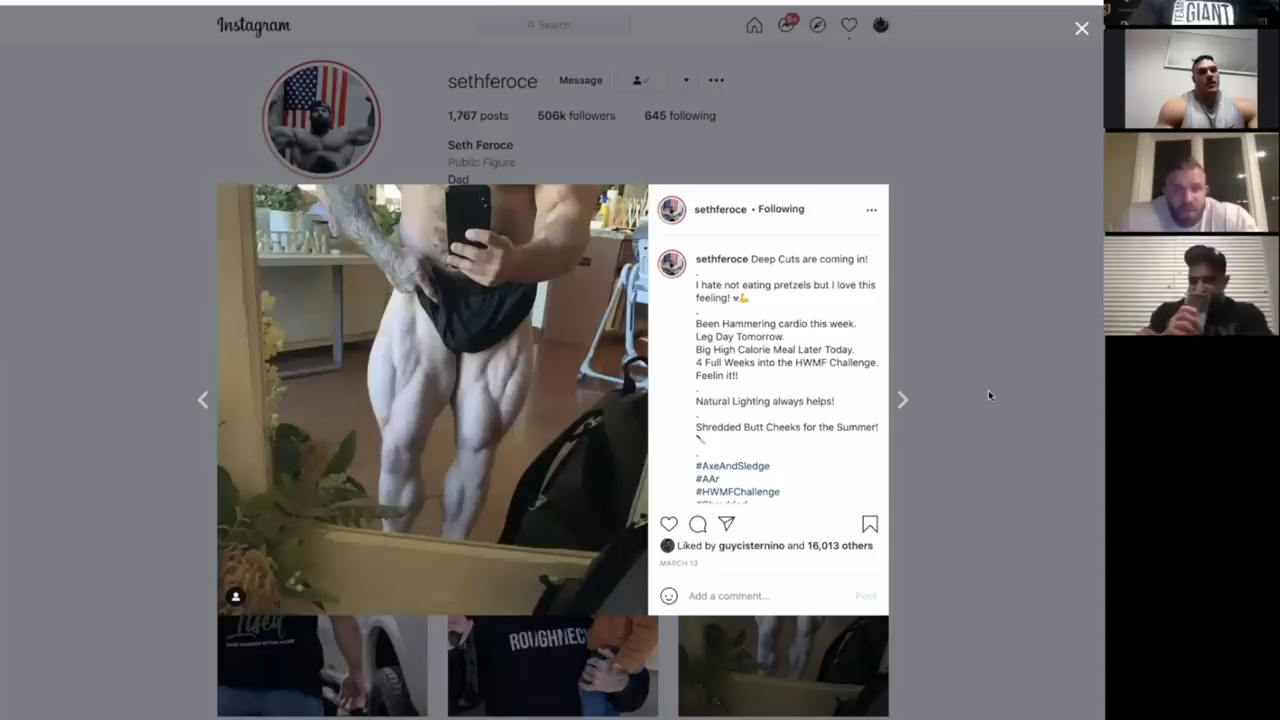 TEAM
GIANT
Instagram
Search
9+
sethferoce
Message
1,767 posts
506k followers
645 following
Seth Feroce
Public Figure
Dad
sethferoce • Following
sethferoce Deep Cuts are coming in!
.
I hate not eating pretzels but I love this
feeling! ⚒💪
.
Been Hammering cardio this week.
Leg Day Tomorrow.
Big High Calorie Meal Later Today.
4 Full Weeks into the HWMF Challenge.
Feelin it!!
.
Natural Lighting always helps!
.
Shredded Butt Cheeks for the Summer!
🔪
.
#AxeAndSledge
#AAr
#HWMFChallenge
#Shredded
Liked by guycisternino and 16,013 others
MARCH 13
Add a comment...
Post
ROUGHNECK